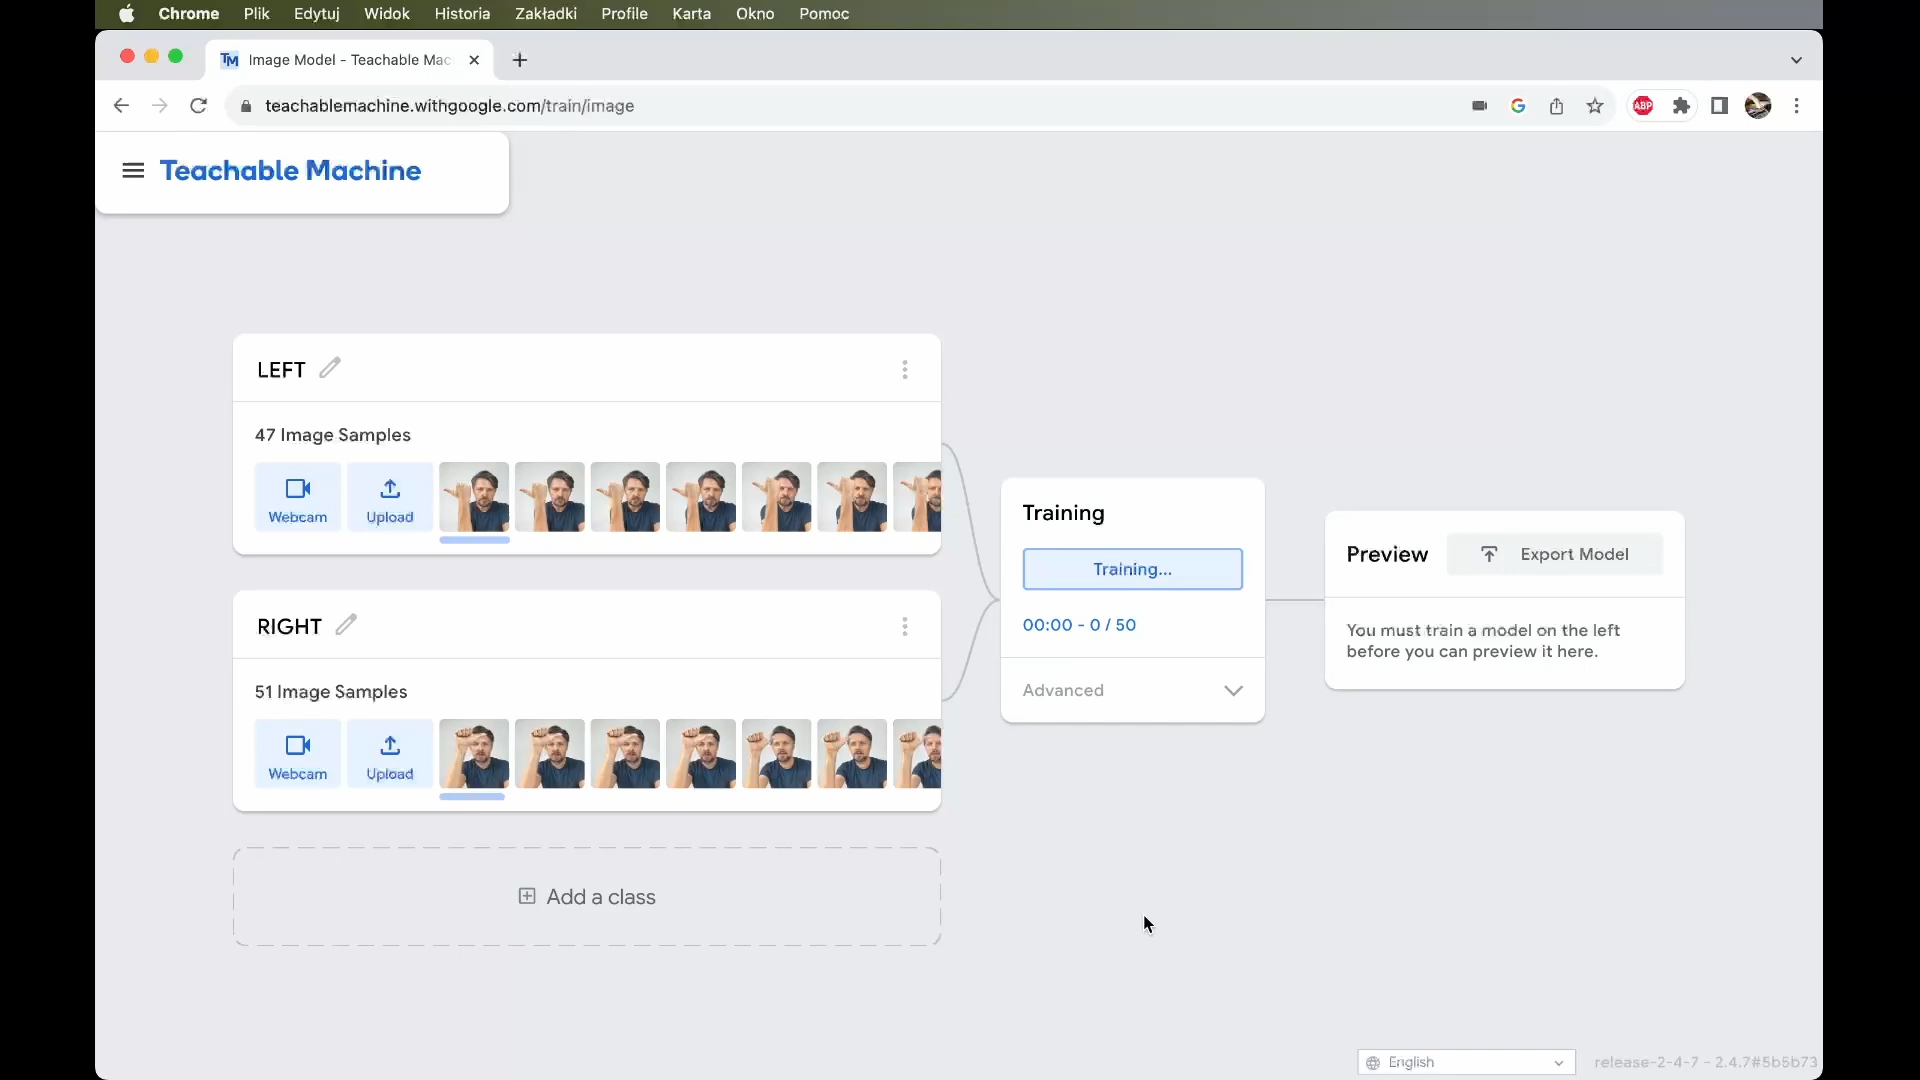 Chrome Plik Edytuj Widok Historia Zakładki Profile Karta Okno Pomoc
TM Image Model - Teachable Mac
teachablemachine.withgoogle.com/train/image
ABP
Teachable Machine
LEFT
47 Image Samples
Webcam Upload
RIGHT
51 Image Samples
Webcam Upload
Add a class
Training
Training...
00:00 - 0 / 50
Advanced
Preview Export Model
You must train a model on the left
before you can preview it here.
English
release-2-4-7 - 2.4.7#5b5b73